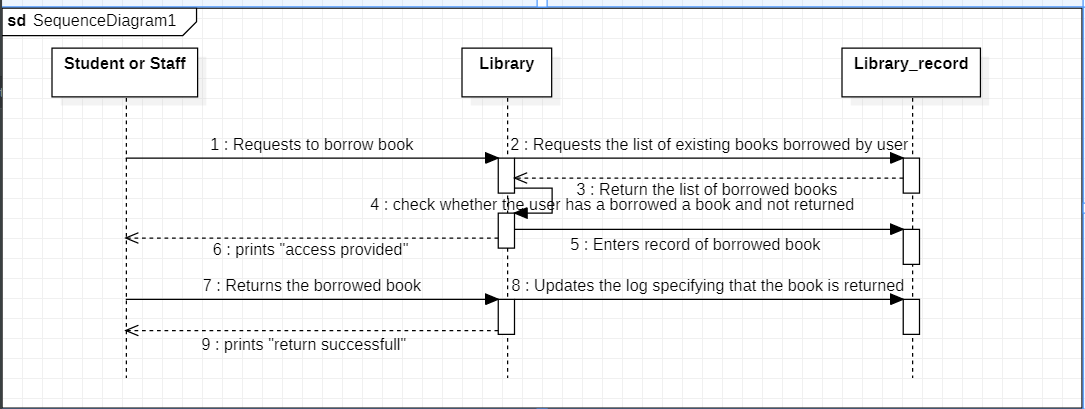 sd SequenceDiagram1
Student or Staff
Library
Library_record
1 : Requests to borrow book
2 : Requests the list of existing books borrowed by user
3 : Return the list of borrowed books
4 : check whether the user has a borrowed a book and not returned
5 : Enters record of borrowed book
6 : prints "access provided"
7 : Returns the borrowed book
8 : Updates the log specifying that the book is returned
9 : prints "return successfull"